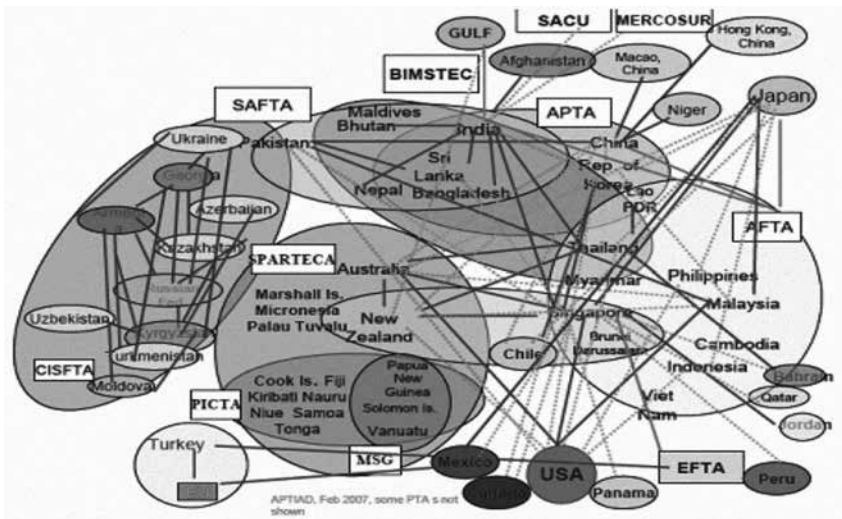 SACU
MERCOSUR
GULF
Hong Kong,
China
Afghanistan
Macao,
China
BIMSTEC
Japan
SAFTA
Maldives
Bhutan
APTA
Niger
Ukraine
Pakistan
India
China
Sri
Lanka
Rep. of
Korea
Georgia
Nepal
Bangladesh
Lao
PDR
Azerbaijan
AFTA
Kazakhstan
SPARTECA
Thailand
Australia
Myanmar
Philippines
Russian
Fed.
Marshall Is.
Micronesia
Palau Tuvalu
Malaysia
New
Zealand
Singapore
Uzbekistan
Kyrgyzstan
Brunei
Darussalam
Cambodia
Turkmenistan
Chile
Indonesia
CISFTA
Moldova
Cook Is. Fiji
Kiribati Nauru
Niue Samoa
Tonga
Papua
New
Guinea
Solomon Is.
Vanuatu
Bahrain
Qatar
Viet
Nam
PICTA
Jordan
Turkey
MSG
Mexico
USA
EFTA
Panama
Peru
APTIAD, Feb 2007, some PTA s not
shown